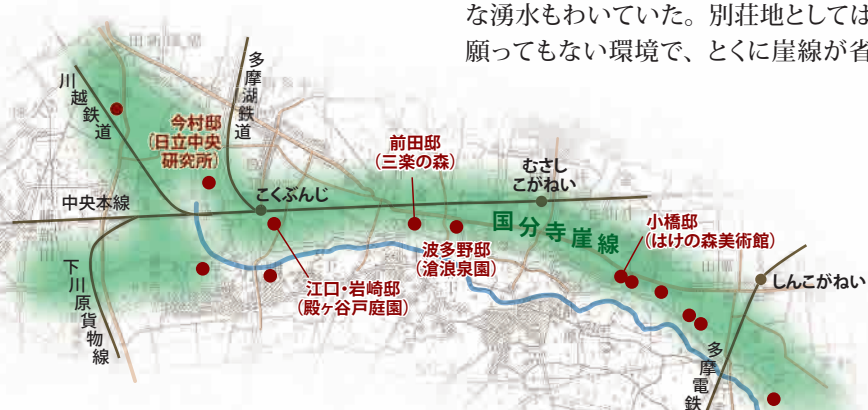 な湧水もわいていた。別荘地としては
願ってもない環境で、とくに崖線が省
川越鉄道
多摩湖鉄道
今村邸
(日立中央
研究所)
前田邸
(三楽の森)
むさし
こがねい
中央本線
こくぶんじ
国分寺崖線
小橋邸
(はけの森美術館)
波多野邸
(滄浪泉園)
江口・岩崎邸
(殿ヶ谷戸庭園)
しんこがねい
下川原貨物線
多摩電鉄